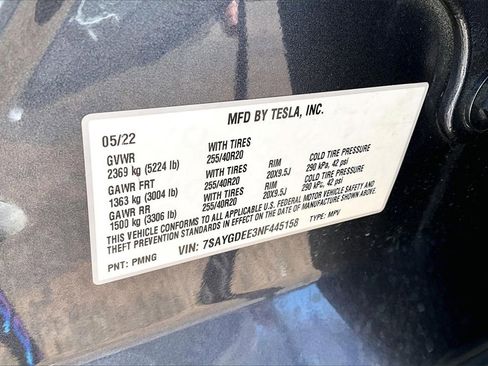 MFD BY TESLA, INC.
05/22
GVWR WITH TIRES RIM COLD TIRE PRESSURE
2369 kg (5224 lb) 255/40R20 20X9.5J 290 kPa, 42 psi
GAWR FRT WITH TIRES RIM COLD TIRE PRESSURE
1363 kg (3004 lb) 255/40R20 20X9.5J 290 kPa, 42 psi
GAWR RR WITH TIRES
1500 kg (3306 lb) 255/40R20
THIS VEHICLE CONFORMS TO ALL APPLICABLE U.S. FEDERAL MOTOR VEHICLE SAFETY AND
THEFT PREVENTION STANDARDS IN EFFECT ON THE DATE OF MANUFACTURE SHOWN ABOVE.
VIN: 7SAYGDEE3NF445158 TYPE: MPV
PNT: PMNG